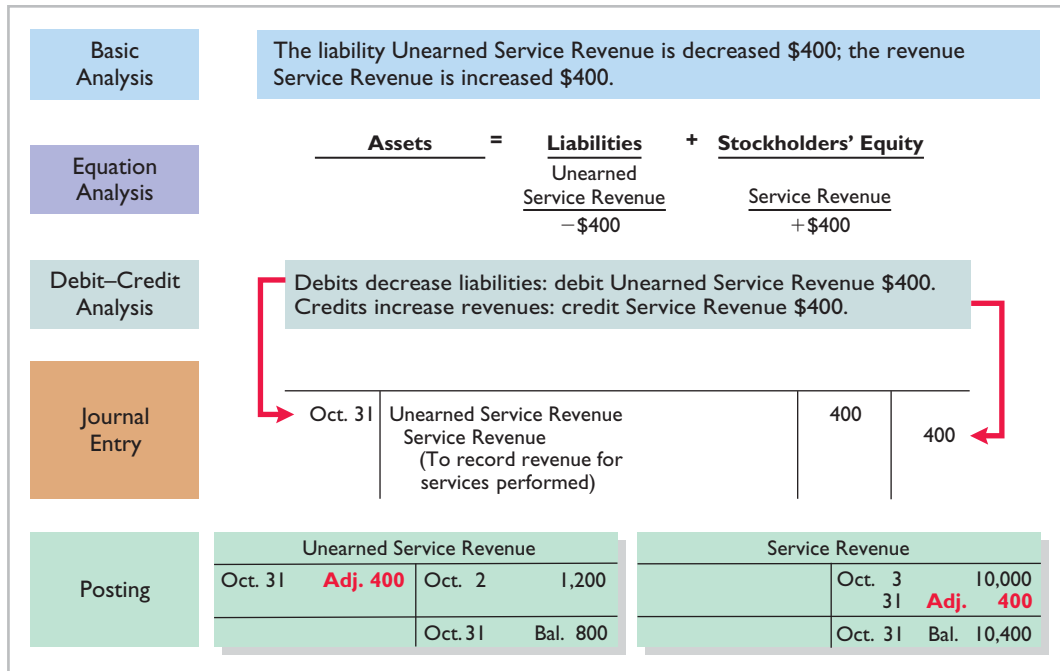 Basic
Analysis
The liability Unearned Service Revenue is decreased $400; the revenue
Service Revenue is increased $400.
Equation
Analysis
Assets = Liabilities + Stockholders' Equity
Unearned
Service Revenue Service Revenue
−$400 +$400
Debit–Credit
Analysis
Debits decrease liabilities: debit Unearned Service Revenue $400.
Credits increase revenues: credit Service Revenue $400.
Journal
Entry
Oct. 31 Unearned Service Revenue 400
Service Revenue 400
(To record revenue for
services performed)
Posting
Unearned Service Revenue
Oct. 31 Adj. 400 Oct. 2 1,200
Oct. 31 Bal. 800
Service Revenue
Oct. 3 10,000
31 Adj. 400
Oct. 31 Bal. 10,400